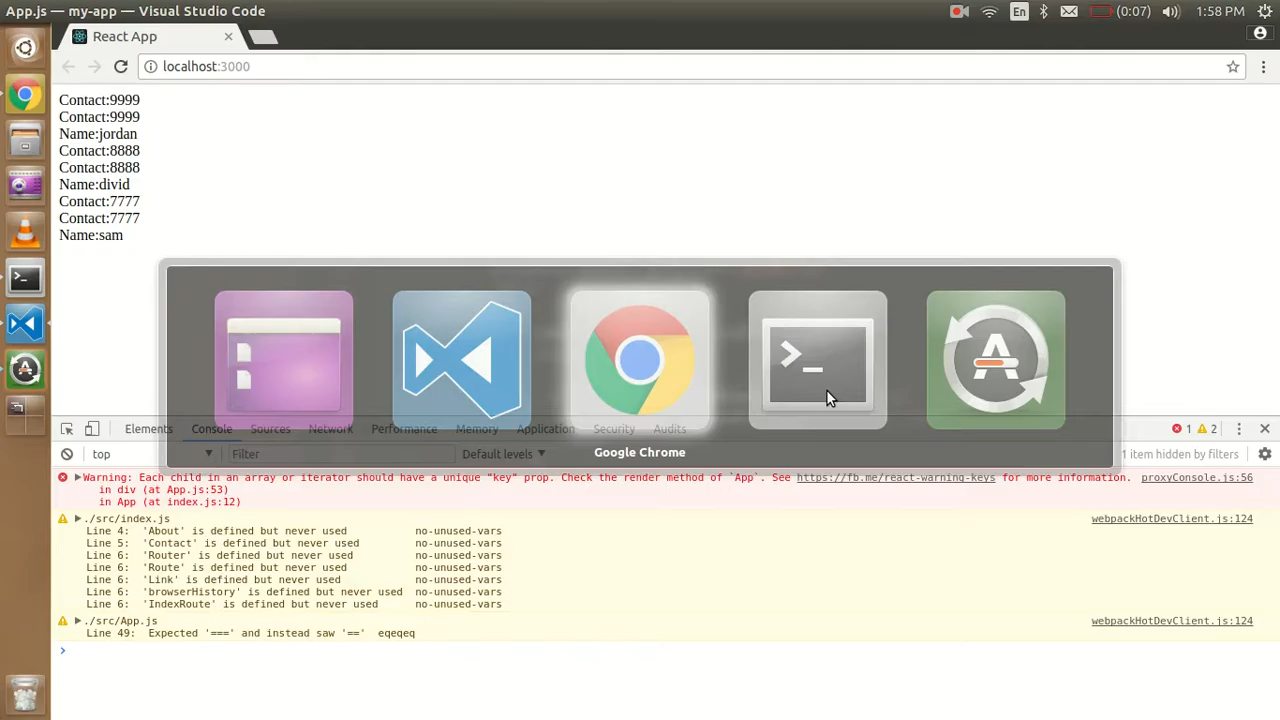 App.js — my-app — Visual Studio Code
En
(0:07)
1:58 PM
React App
localhost:3000
Contact:9999
Contact:9999
Name:jordan
Contact:8888
Contact:8888
Name:divid
Contact:7777
Contact:7777
Name:sam
>_
A
Google Chrome
Elements Console Sources Network Performance Memory Application Security Audits 1 2
top Filter Default levels 1 item hidden by filters
Warning: Each child in an array or iterator should have a unique "key" prop. Check the render method of `App`. See https://fb.me/react-warning-keys for more information. proxyConsole.js:56
in div (at App.js:53)
in App (at index.js:12)
./src/index.js webpackHotDevClient.js:124
Line 4: 'About' is defined but never used no-unused-vars
Line 5: 'Contact' is defined but never used no-unused-vars
Line 6: 'Router' is defined but never used no-unused-vars
Line 6: 'Route' is defined but never used no-unused-vars
Line 6: 'Link' is defined but never used no-unused-vars
Line 6: 'browserHistory' is defined but never used no-unused-vars
Line 6: 'IndexRoute' is defined but never used no-unused-vars
./src/App.js webpackHotDevClient.js:124
Line 49: Expected '===' and instead saw '==' eqeqeq